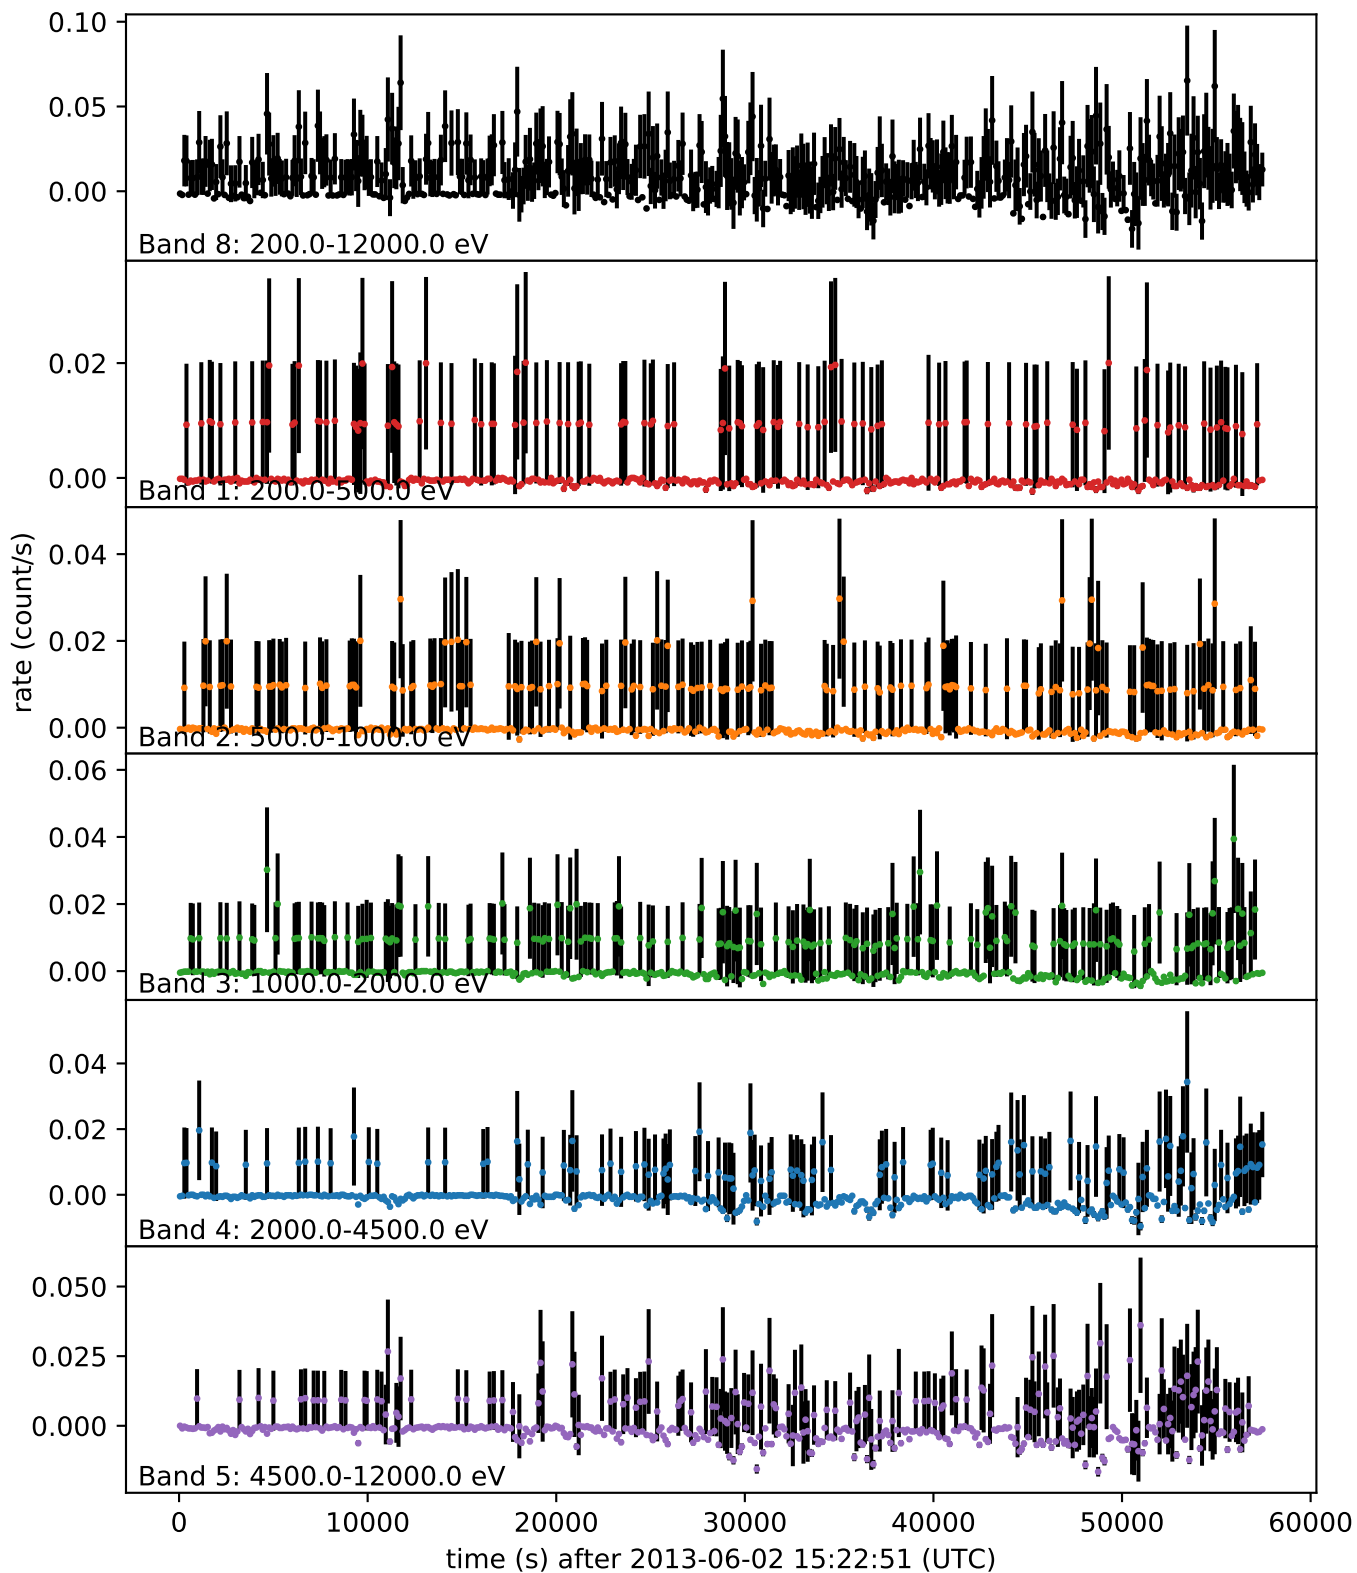 0.10
0.05
0.00
Band 8: 200.0-12000.0 eV
0.02
0.00
Band 1: 200.0-500.0 eV
rate (count/s)
0.04
0.02
0.00
Band 2: 500.0-1000.0 eV
0.06
0.04
0.02
0.00
Band 3: 1000.0-2000.0 eV
0.04
0.02
0.00
Band 4: 2000.0-4500.0 eV
0.050
0.025
0.000
Band 5: 4500.0-12000.0 eV
0 10000 20000 30000 40000 50000 60000
time (s) after 2013-06-02 15:22:51 (UTC)